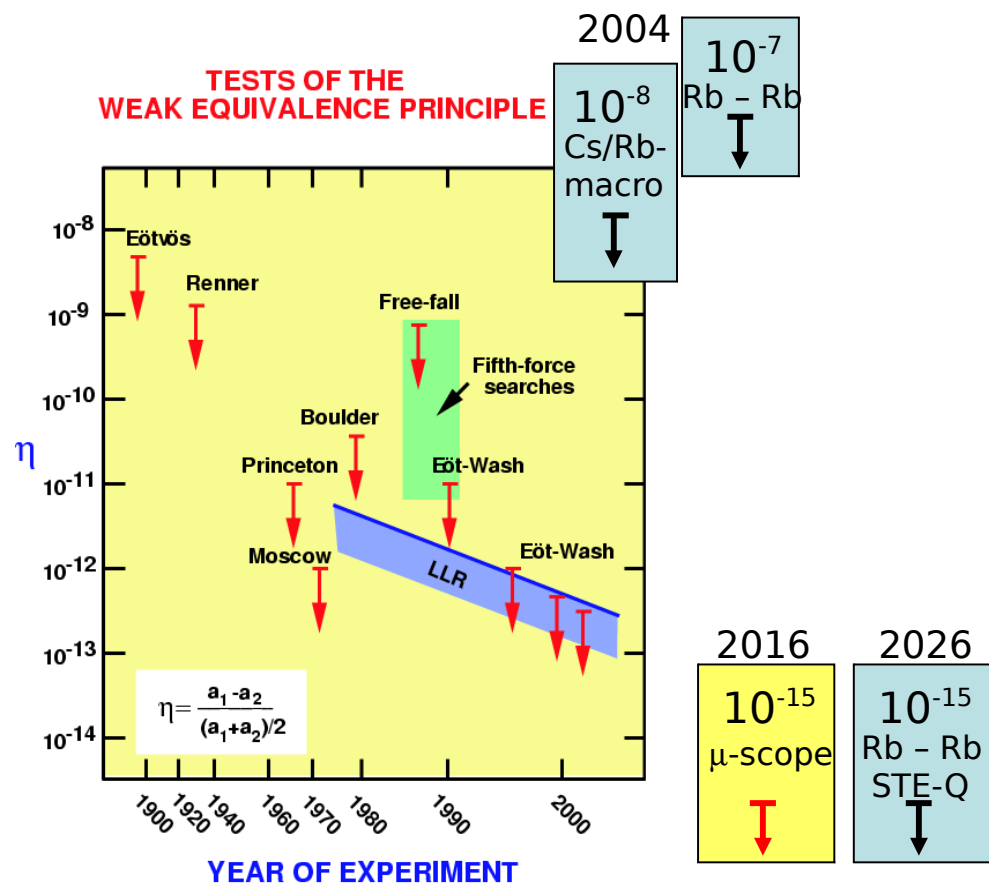 2004
10-7
Rb – Rb
TESTS OF THE
WEAK EQUIVALENCE PRINCIPLE
10-8
Cs/Rb-
macro
10-8
Eötvös
Renner
10-9
Free-fall
Fifth-force
searches
10-10
Boulder
η
Princeton
Eöt-Wash
10-11
Moscow
Eöt-Wash
10-12
LLR
10-13
η= a1-a2
(a1+a2)/2
10-14
1900
1920
1940
1960
1970
1980
1990
2000
YEAR OF EXPERIMENT
2016
10-15
μ-scope
2026
10-15
Rb – Rb
STE-Q